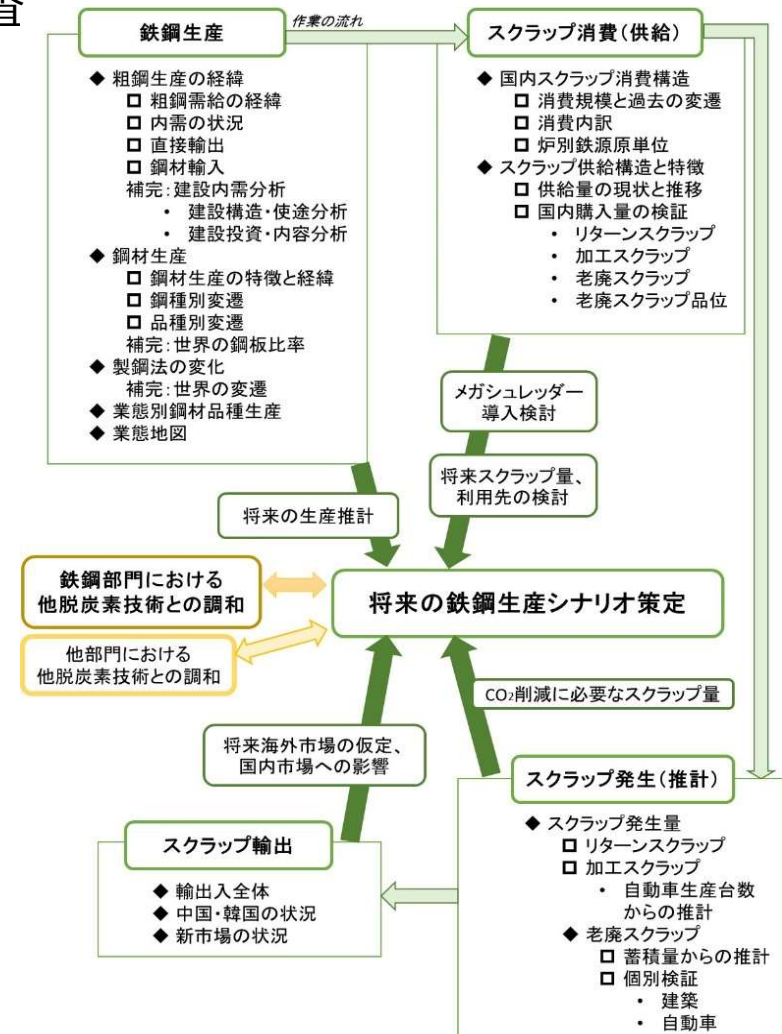 査
鉄鋼生産
作業の流れ
スクラップ消費（供給）
◆ 粗鋼生産の経緯
□ 粗鋼需給の経緯
□ 内需の状況
□ 直接輸出
□ 鋼材輸入
補完：建設内需分析
• 建設構造・使途分析
• 建設投資・内容分析
◆ 鋼材生産
□ 鋼材生産の特徴と経緯
□ 鋼種別変遷
□ 品種別変遷
補完：世界の鋼板比率
◆ 製鋼法の変化
補完：世界の変遷
◆ 業態別鋼材品種生産
◆ 業態地図
◆ 国内スクラップ消費構造
□ 消費規模と過去の変遷
□ 消費内訳
□ 炉別鉄源原単位
◆ スクラップ供給構造と特徴
□ 供給量の現状と推移
□ 国内購入量の検証
• リターンスクラップ
• 加工スクラップ
• 老廃スクラップ
• 老廃スクラップ品位
メガシュレッダー
導入検討
将来スクラップ量、
利用先の検討
将来の生産推計
鉄鋼部門における
他脱炭素技術との調和
将来の鉄鋼生産シナリオ策定
他部門における
他脱炭素技術との調和
CO₂削減に必要なスクラップ量
将来海外市場の仮定、
国内市場への影響
スクラップ輸出
◆ 輸出入全体
◆ 中国・韓国の状況
◆ 新市場の状況
スクラップ発生（推計）
◆ スクラップ発生量
□ リターンスクラップ
□ 加工スクラップ
• 自動車生産台数
からの推計
◆ 老廃スクラップ
□ 蓄積量からの推計
□ 個別検証
• 建築
• 自動車